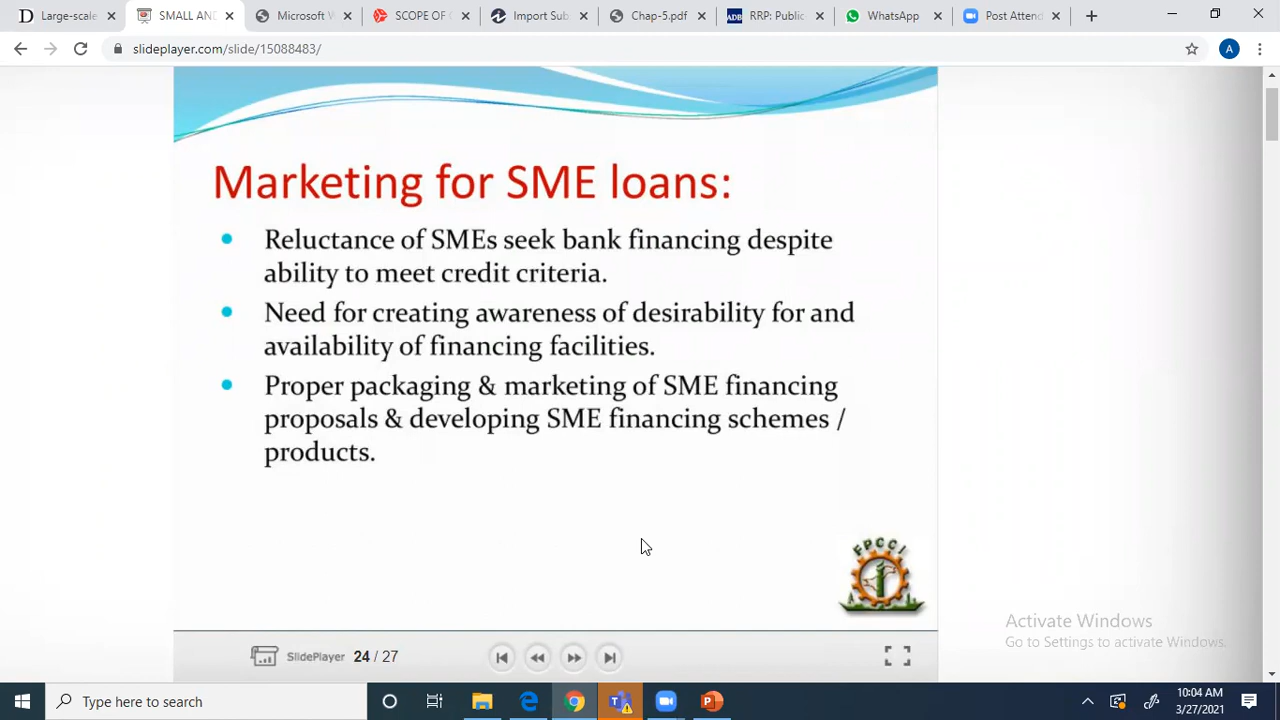 Large-scale
SMALL AND
Microsoft W
SCOPE OF
Import Sub
Chap-5.pdf
ADB
RRP: Public
WhatsApp
Post Attend
slideplayer.com/slide/15088483/
A
Marketing for SME loans:
Reluctance of SMEs seek bank financing despite
ability to meet credit criteria.
Need for creating awareness of desirability for and
availability of financing facilities.
Proper packaging & marketing of SME financing
proposals & developing SME financing schemes /
products.
FPCCI
Activate Windows
Go to Settings to activate Windows.
SlidePlayer 24 / 27
Type here to search
10:04 AM
3/27/2021